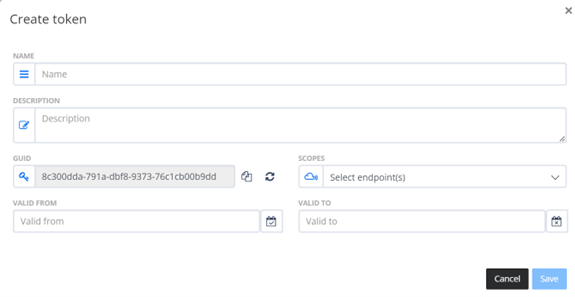 Create token
NAME
Name
DESCRIPTION
Description
GUID
8c300dda-791a-dbf8-9373-76c1cb00b9dd
SCOPES
Select endpoint(s)
VALID FROM
Valid from
VALID TO
Valid to
Cancel
Save